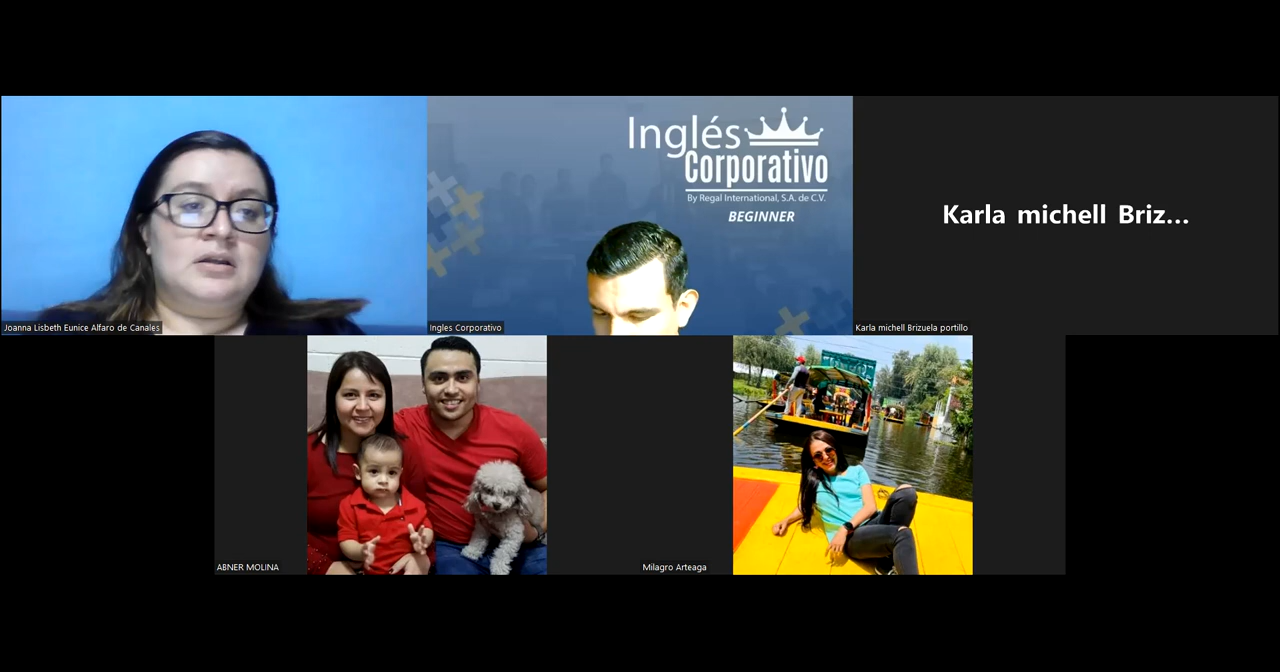 Inglés
Corporativo
By Regal International, S.A. de C.V.
BEGINNER
Karla michell Briz...
Joanna Lisbeth Eunice Alfaro de Canales
Ingles Corporativo
Karla michell Brizuela portillo
ABNER MOLINA
Milagro Arteaga